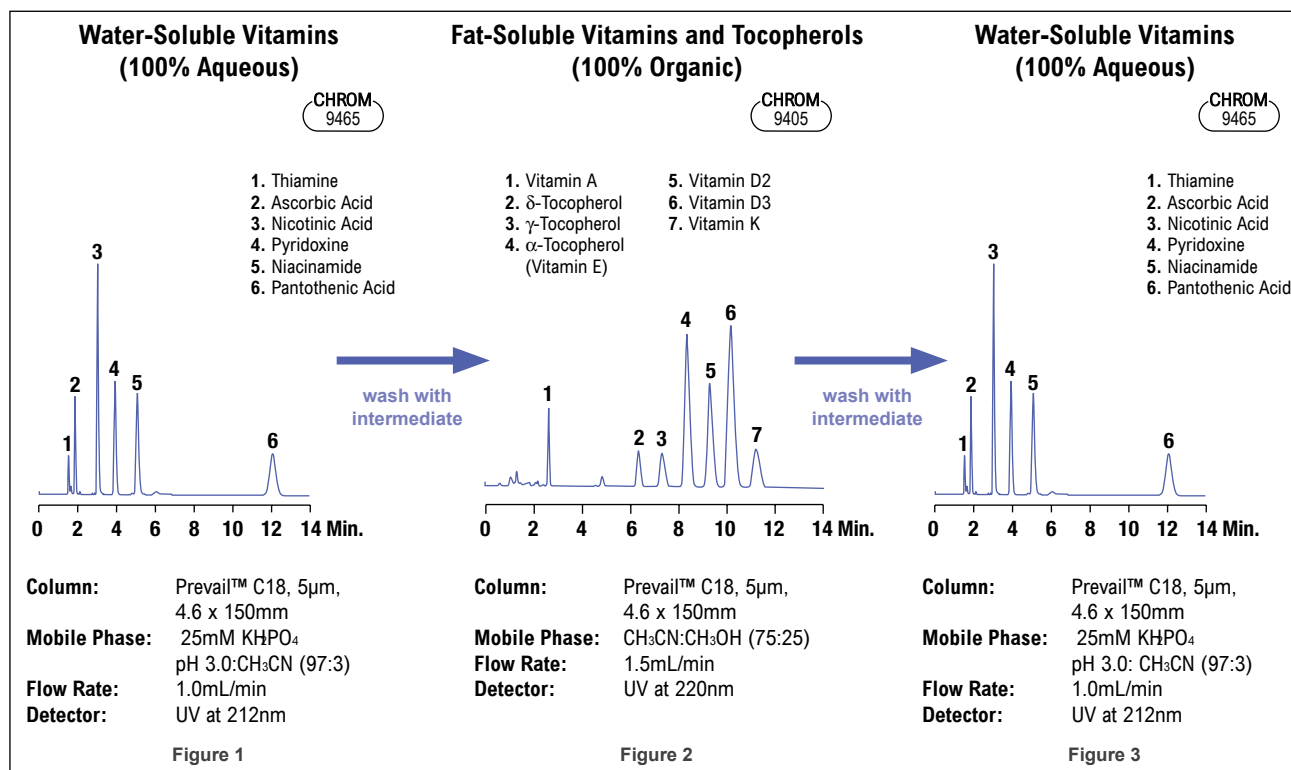 Water-Soluble Vitamins
(100% Aqueous)
CHROM
9465
1. Thiamine
2. Ascorbic Acid
3. Nicotinic Acid
4. Pyridoxine
5. Niacinamide
6. Pantothenic Acid
3
2
4
5
1
6
0 2 4 6 8 10 12 14 Min.
Column: Prevail™ C18, 5µm,
4.6 x 150mm
Mobile Phase: 25mM KH2PO4
pH 3.0:CH3CN (97:3)
Flow Rate: 1.0mL/min
Detector: UV at 212nm
Figure 1
wash with
intermediate
Fat-Soluble Vitamins and Tocopherols
(100% Organic)
CHROM
9405
1. Vitamin A
2. δ-Tocopherol
3. γ-Tocopherol
4. α-Tocopherol
(Vitamin E)
5. Vitamin D2
6. Vitamin D3
7. Vitamin K
6
4
5
1
2 3
7
0 2 4 6 8 10 12 14 Min.
Column: Prevail™ C18, 5µm,
4.6 x 150mm
Mobile Phase: CH3CN:CH3OH (75:25)
Flow Rate: 1.5mL/min
Detector: UV at 220nm
Figure 2
wash with
intermediate
Water-Soluble Vitamins
(100% Aqueous)
CHROM
9465
1. Thiamine
2. Ascorbic Acid
3. Nicotinic Acid
4. Pyridoxine
5. Niacinamide
6. Pantothenic Acid
3
2
4
5
1
6
0 2 4 6 8 10 12 14 Min.
Column: Prevail™ C18, 5µm,
4.6 x 150mm
Mobile Phase: 25mM KH2PO4
pH 3.0: CH3CN (97:3)
Flow Rate: 1.0mL/min
Detector: UV at 212nm
Figure 3